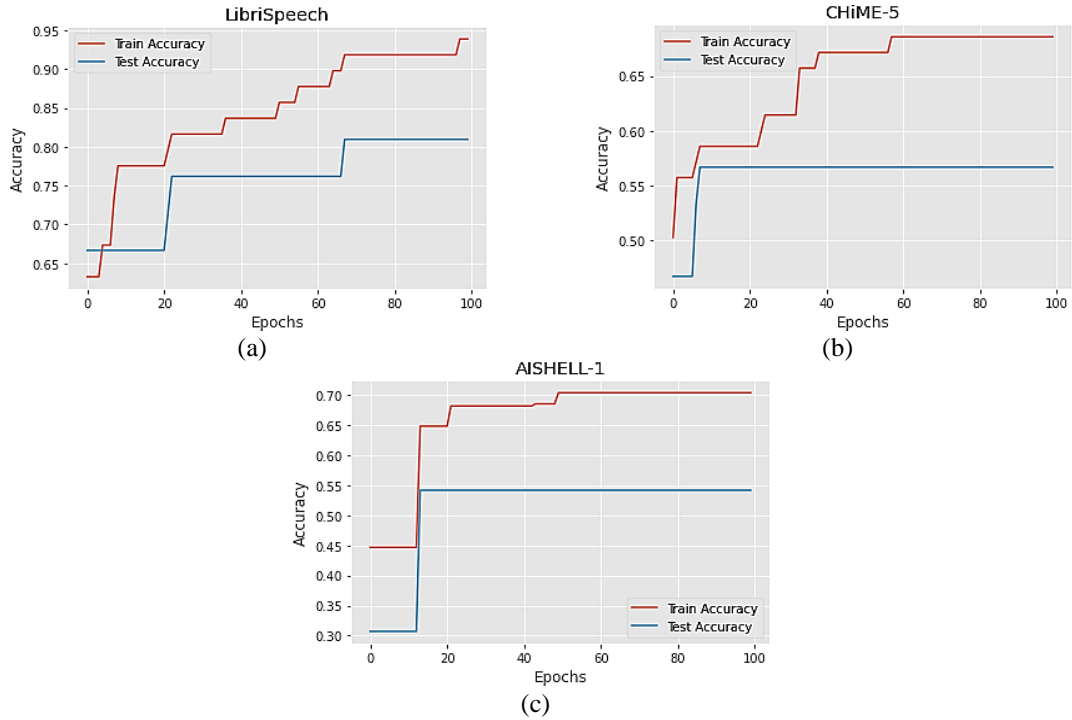 LibriSpeech
Train Accuracy
Test Accuracy
0.95
0.90
0.85
0.80
0.75
0.70
0.65
Accuracy
0 20 40 60 80 100
Epochs
(a)
CHiME-5
Train Accuracy
Test Accuracy
0.65
0.60
0.55
0.50
Accuracy
0 20 40 60 80 100
Epochs
(b)
AISHELL-1
0.70
0.65
0.60
0.55
0.50
0.45
0.40
0.35
0.30
Accuracy
Train Accuracy
Test Accuracy
0 20 40 60 80 100
Epochs
(c)